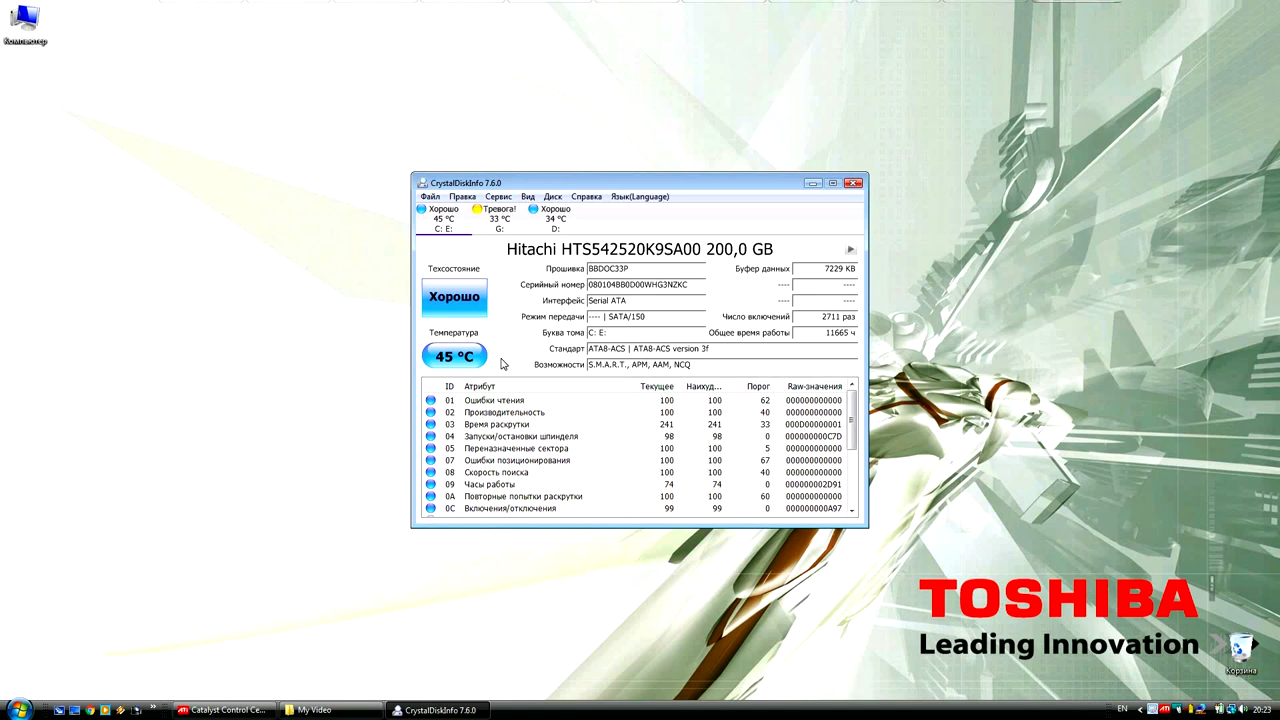 Компьютер
CrystalDiskInfo 7.6.0
Файл Правка Сервис Вид Диск Справка Язык(Language)
Хорошо Тревога! Хорошо
45 °C 33 °C 34 °C
C: E: G: D:
Hitachi HTS542520K9SA00 200,0 GB
Техсостояние
Хорошо
Температура
45 °C
Прошивка BBDOC33P Буфер данных 7229 KB
Серийный номер 080104BB0D00WHG3NZKC ---- ----
Интерфейс Serial ATA ---- ----
Режим передачи ---- | SATA/150 Число включений 2711 раз
Буква тома C: E: Общее время работы 11665 ч
Стандарт ATA8-ACS | ATA8-ACS version 3f
Возможности S.M.A.R.T., APM, AAM, NCQ
ID Атрибут Текущее Наихуд... Порог Raw-значения
01 Ошибки чтения 100 100 62 000000000000
02 Производительность 100 100 40 000000000000
03 Время раскрутки 241 241 33 000D00000001
04 Запуски/остановки шпинделя 98 98 0 000000000C7D
05 Переназначенные сектора 100 100 5 000000000000
07 Ошибки позиционирования 100 100 67 000000000000
08 Скорость поиска 100 100 40 000000000000
09 Часы работы 74 74 0 000000002D91
0A Повторные попытки раскрутки 100 100 60 000000000000
0C Включения/отключения 99 99 0 000000000A97
TOSHIBA
Leading Innovation
Корзина
Catalyst Control Ce... My Video CrystalDiskInfo 7.6.0 EN 20:23